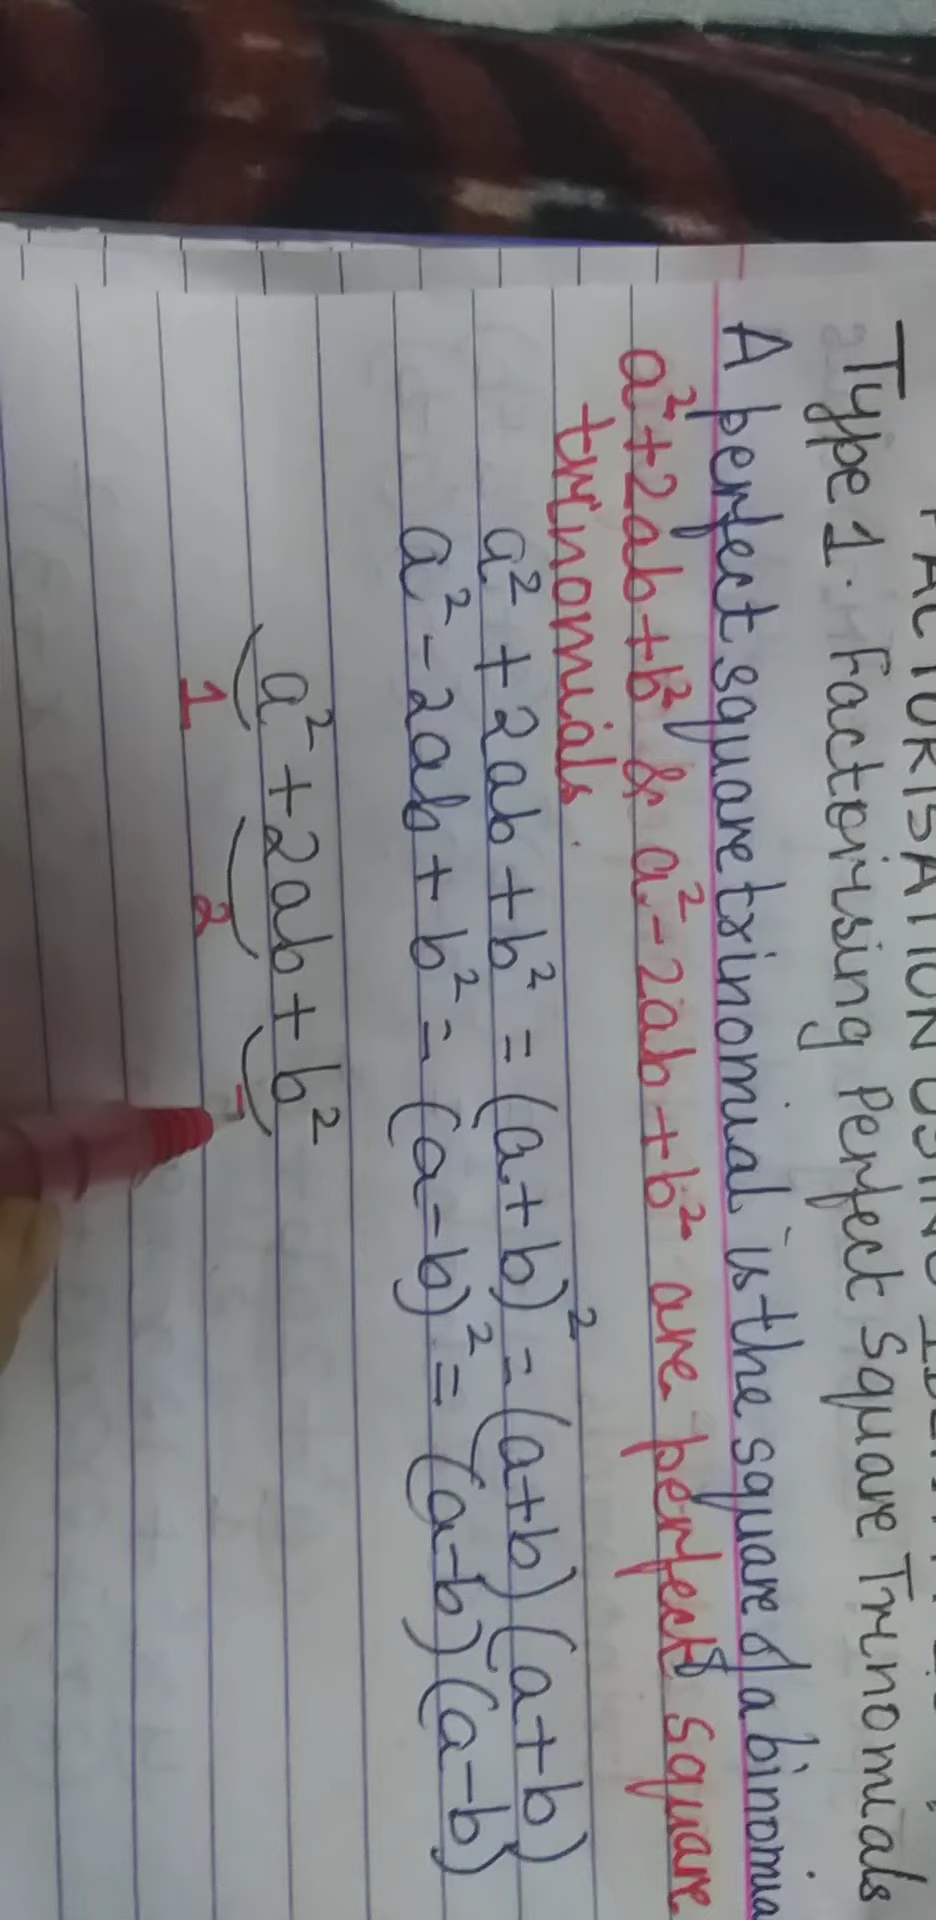 FACTORISATION USING
Type 1. Factorising Perfect Square Trinomials
A perfect square trinomial is the square of a binomia
a²+2ab+b² & a²-2ab+b² are perfect square
trinomials.
a² + 2ab + b² = (a+b)² = (a+b)(a+b)
a² - 2ab + b² = (a-b)² = (a-b)(a-b)
a² + 2ab + b²
1 2